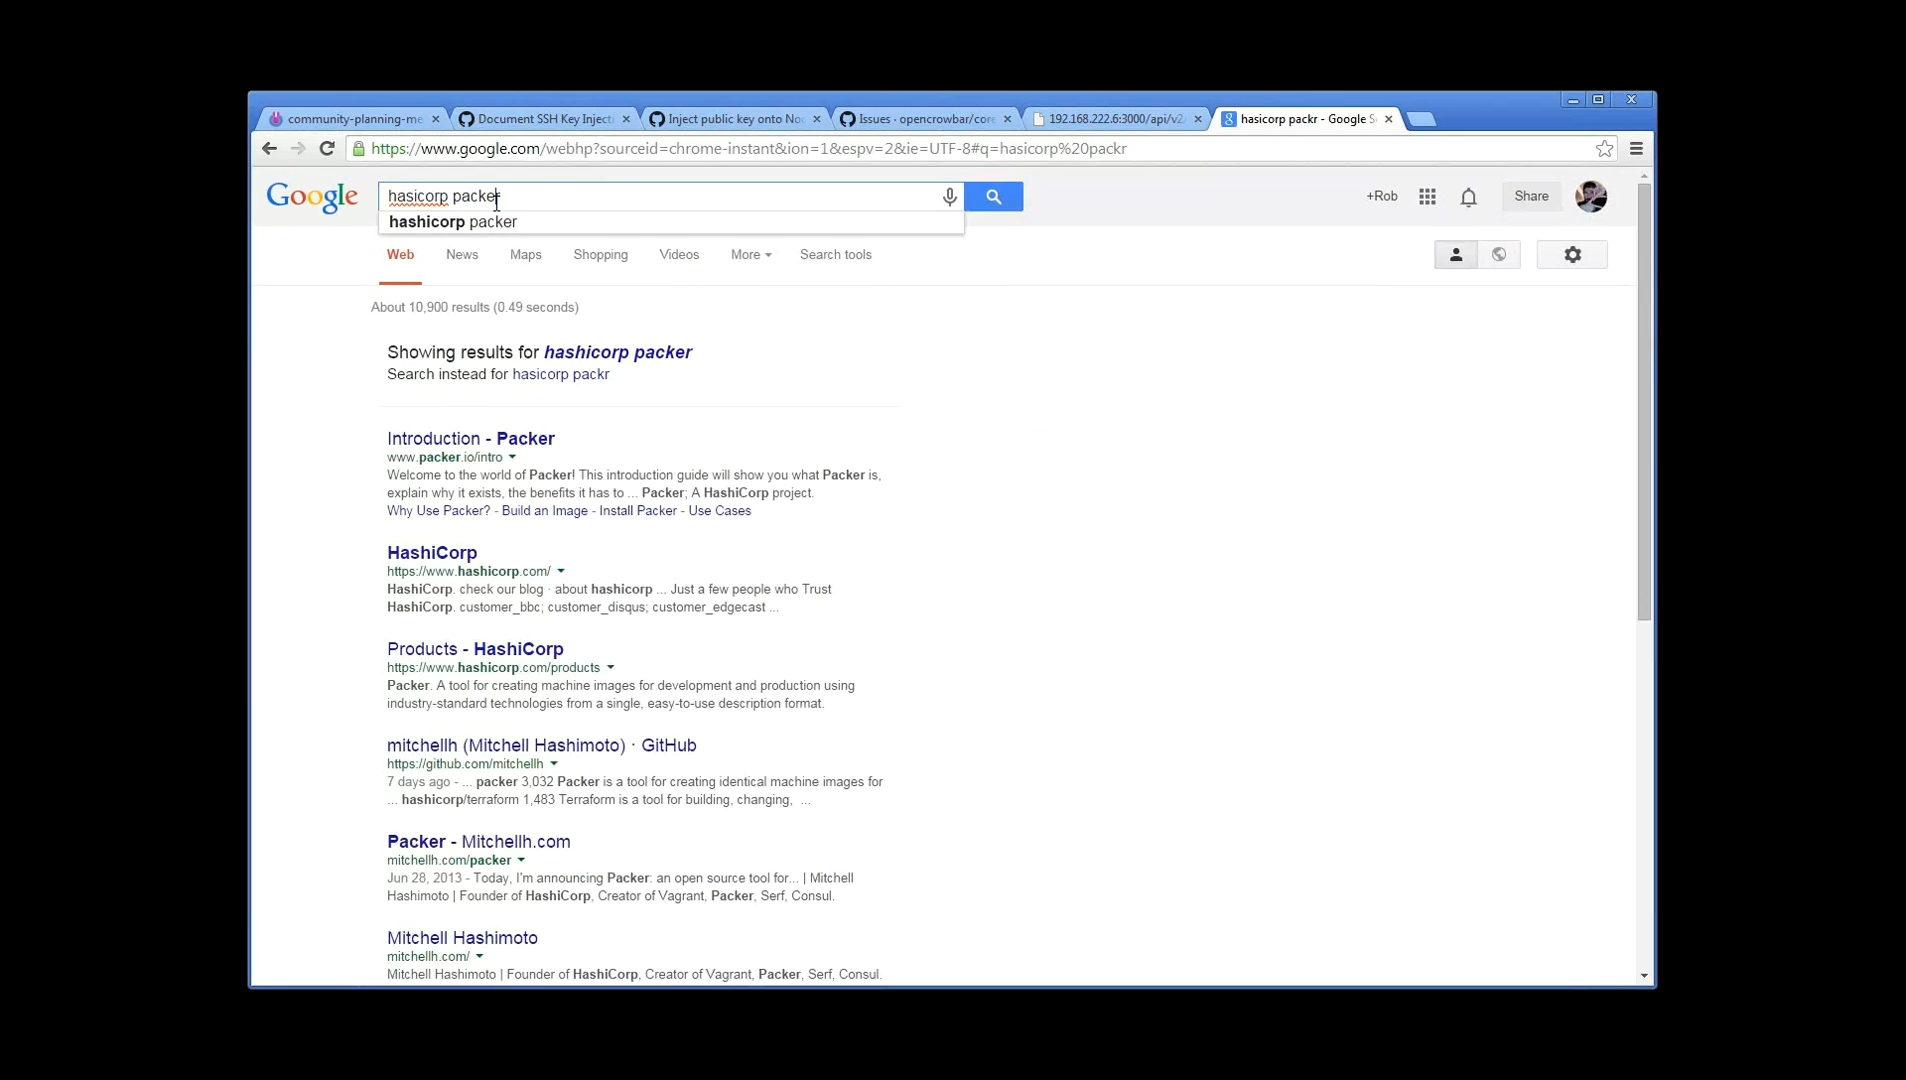 community-planning-me
Document SSH Key Injecti
Inject public key onto Noc
Issues · opencrowbar/core
192.168.222.6:3000/api/v2
hasicorp packr - Google S
https://www.google.com/webhp?sourceid=chrome-instant&ion=1&espv=2&ie=UTF-8#q=hasicorp%20packr
Google
hasicorp packer
+Rob
Share
hashicorp packer
Web
News
Maps
Shopping
Videos
More
Search tools
About 10,900 results (0.49 seconds)
Showing results for hashicorp packer
Search instead for hasicorp packr
Introduction - Packer
www.packer.io/intro
Welcome to the world of Packer! This introduction guide will show you what Packer is,
explain why it exists, the benefits it has to ... Packer; A HashiCorp project.
Why Use Packer? - Build an Image - Install Packer - Use Cases
HashiCorp
https://www.hashicorp.com/
HashiCorp. check our blog · about hashicorp ... Just a few people who Trust
HashiCorp. customer_bbc; customer_disqus; customer_edgecast ...
Products - HashiCorp
https://www.hashicorp.com/products
Packer. A tool for creating machine images for development and production using
industry-standard technologies from a single, easy-to-use description format.
mitchellh (Mitchell Hashimoto) · GitHub
https://github.com/mitchellh
7 days ago - ... packer 3,032 Packer is a tool for creating identical machine images for
... hashicorp/terraform 1,483 Terraform is a tool for building, changing, ...
Packer - Mitchellh.com
mitchellh.com/packer
Jun 28, 2013 - Today, I'm announcing Packer: an open source tool for... | Mitchell
Hashimoto | Founder of HashiCorp, Creator of Vagrant, Packer, Serf, Consul.
Mitchell Hashimoto
mitchellh.com/
Mitchell Hashimoto | Founder of HashiCorp, Creator of Vagrant, Packer, Serf, Consul.